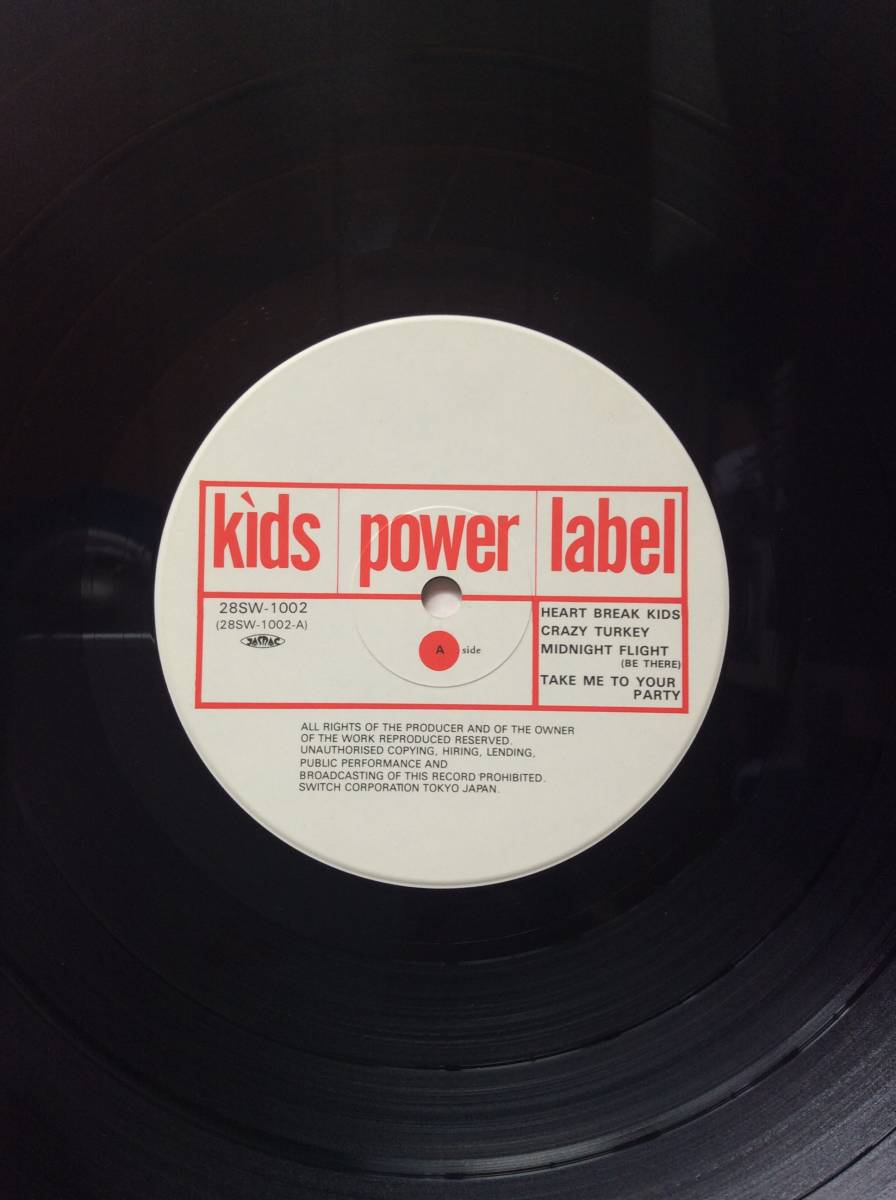 kìds power label
28SW-1002
(28SW-1002-A)
JASRAC
A side
HEART BREAK KIDS
CRAZY TURKEY
MIDNIGHT FLIGHT
(BE THERE)
TAKE ME TO YOUR
PARTY
ALL RIGHTS OF THE PRODUCER AND OF THE OWNER
OF THE WORK REPRODUCED RESERVED.
UNAUTHORISED COPYING, HIRING, LENDING,
PUBLIC PERFORMANCE AND
BROADCASTING OF THIS RECORD PROHIBITED.
SWITCH CORPORATION TOKYO JAPAN.